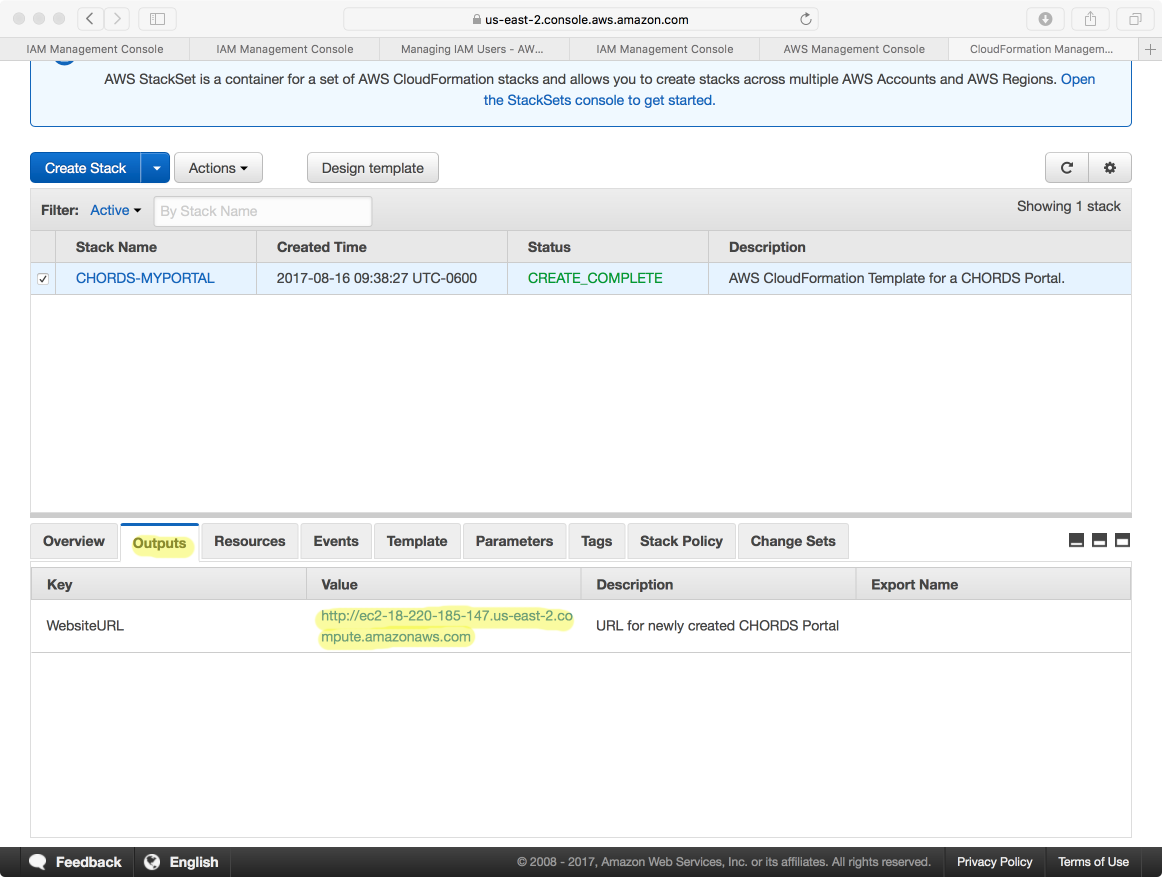 us-east-2.console.aws.amazon.com
IAM Management Console
IAM Management Console
Managing IAM Users - AW...
IAM Management Console
AWS Management Console
CloudFormation Managem...
AWS StackSet is a container for a set of AWS CloudFormation stacks and allows you to create stacks across multiple AWS Accounts and AWS Regions. Open
the StackSets console to get started.
Create Stack
Actions
Design template
Filter: Active
By Stack Name
Showing 1 stack
Stack Name
Created Time
Status
Description
CHORDS-MYPORTAL
2017-08-16 09:38:27 UTC-0600
CREATE_COMPLETE
AWS CloudFormation Template for a CHORDS Portal.
Overview
Outputs
Resources
Events
Template
Parameters
Tags
Stack Policy
Change Sets
Key
Value
Description
Export Name
WebsiteURL
http://ec2-18-220-185-147.us-east-2.co
mpute.amazonaws.com
URL for newly created CHORDS Portal
Feedback
English
© 2008 - 2017, Amazon Web Services, Inc. or its affiliates. All rights reserved.
Privacy Policy
Terms of Use